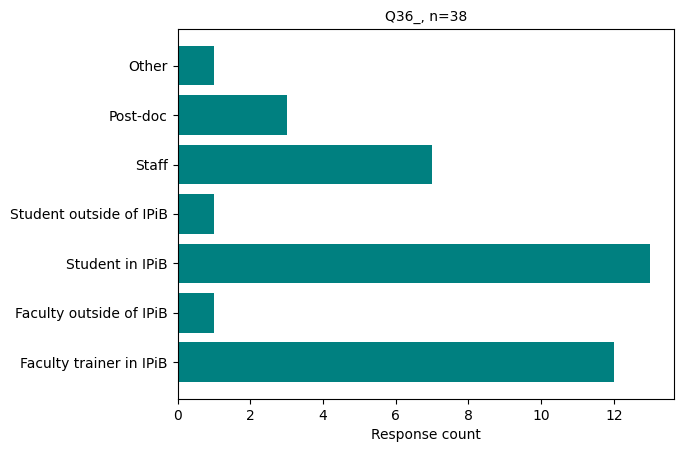 Q36_, n=38
Other
Post-doc
Staff
Student outside of IPiB
Student in IPiB
Faculty outside of IPiB
Faculty trainer in IPiB
0 2 4 6 8 10 12
Response count